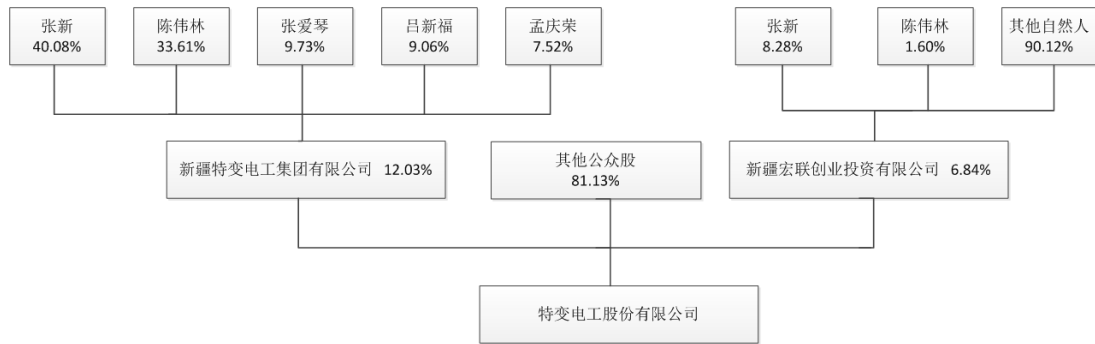 张新
40.08%
陈伟林
33.61%
张爱琴
9.73%
吕新福
9.06%
孟庆荣
7.52%
张新
8.28%
陈伟林
1.60%
其他自然人
90.12%
新疆特变电工集团有限公司 12.03%
其他公众股
81.13%
新疆宏联创业投资有限公司 6.84%
特变电工股份有限公司